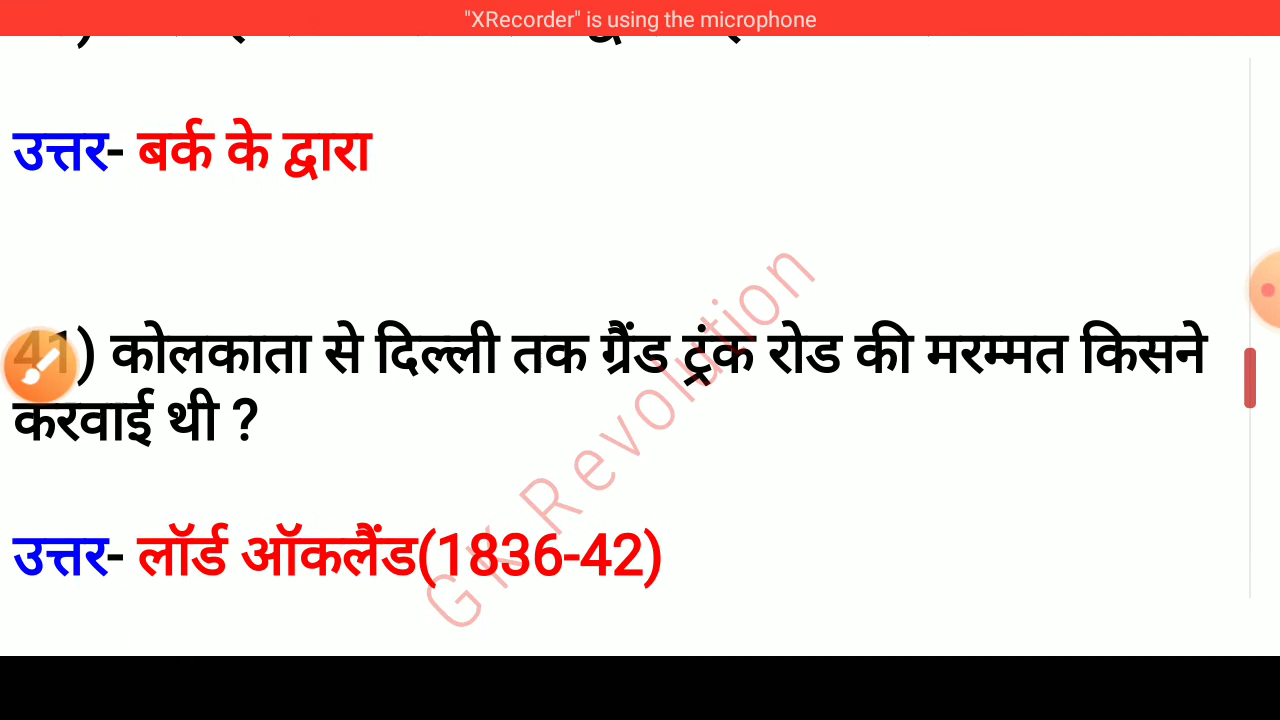 "XRecorder" is using the microphone
उत्तर- बर्क के द्वारा
41) कोलकाता से दिल्ली तक ग्रैंड ट्रंक रोड की मरम्मत किसने
करवाई थी ?
उत्तर- लॉर्ड ऑकलैंड(1836-42)
GK Revolution